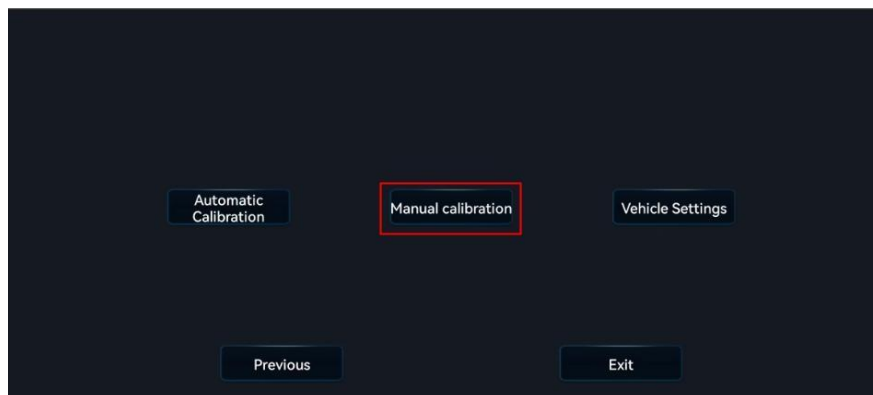 Automatic
Calibration
Manual calibration
Vehicle Settings
Previous
Exit